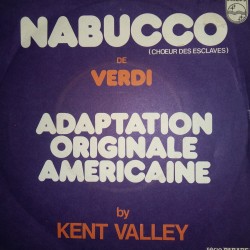 NABUCCO
(CHOEUR DES ESCLAVES)
DE
VERDI
ADAPTATION
ORIGINALE
AMERICAINE
by
KENT VALLEY